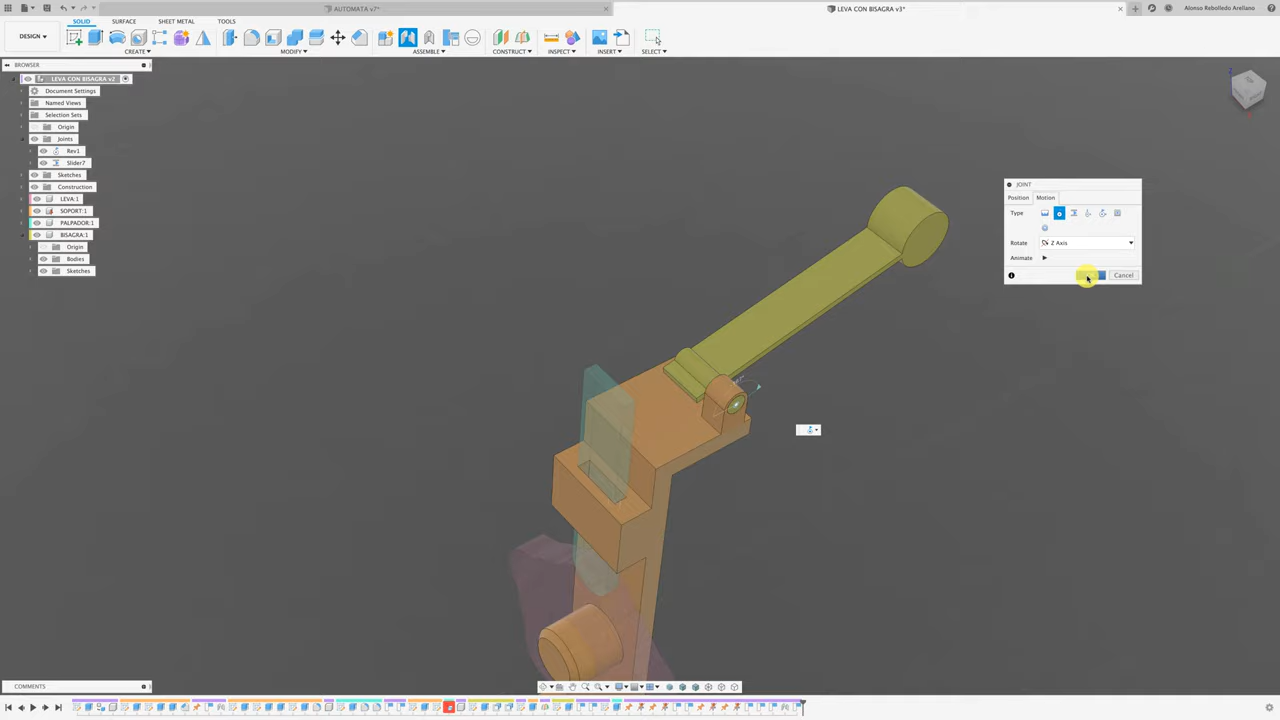 AUTOMATA v7*
LEVA CON BISAGRA v3*
Alonso Rebolledo Arellano
SOLID SURFACE SHEET METAL TOOLS
DESIGN
CREATE MODIFY ASSEMBLE CONSTRUCT INSPECT INSERT SELECT
BROWSER
LEVA CON BISAGRA v2
Document Settings
Named Views
Selection Sets
Origin
Joints
Rev1
Slider7
Sketches
Construction
LEVA:1
SOPORT:1
PALPADOR:1
BISAGRA:1
Origin
Bodies
Sketches
JOINT
Position Motion
Type
Rotate Z Axis
Animate
Cancel
COMMENTS